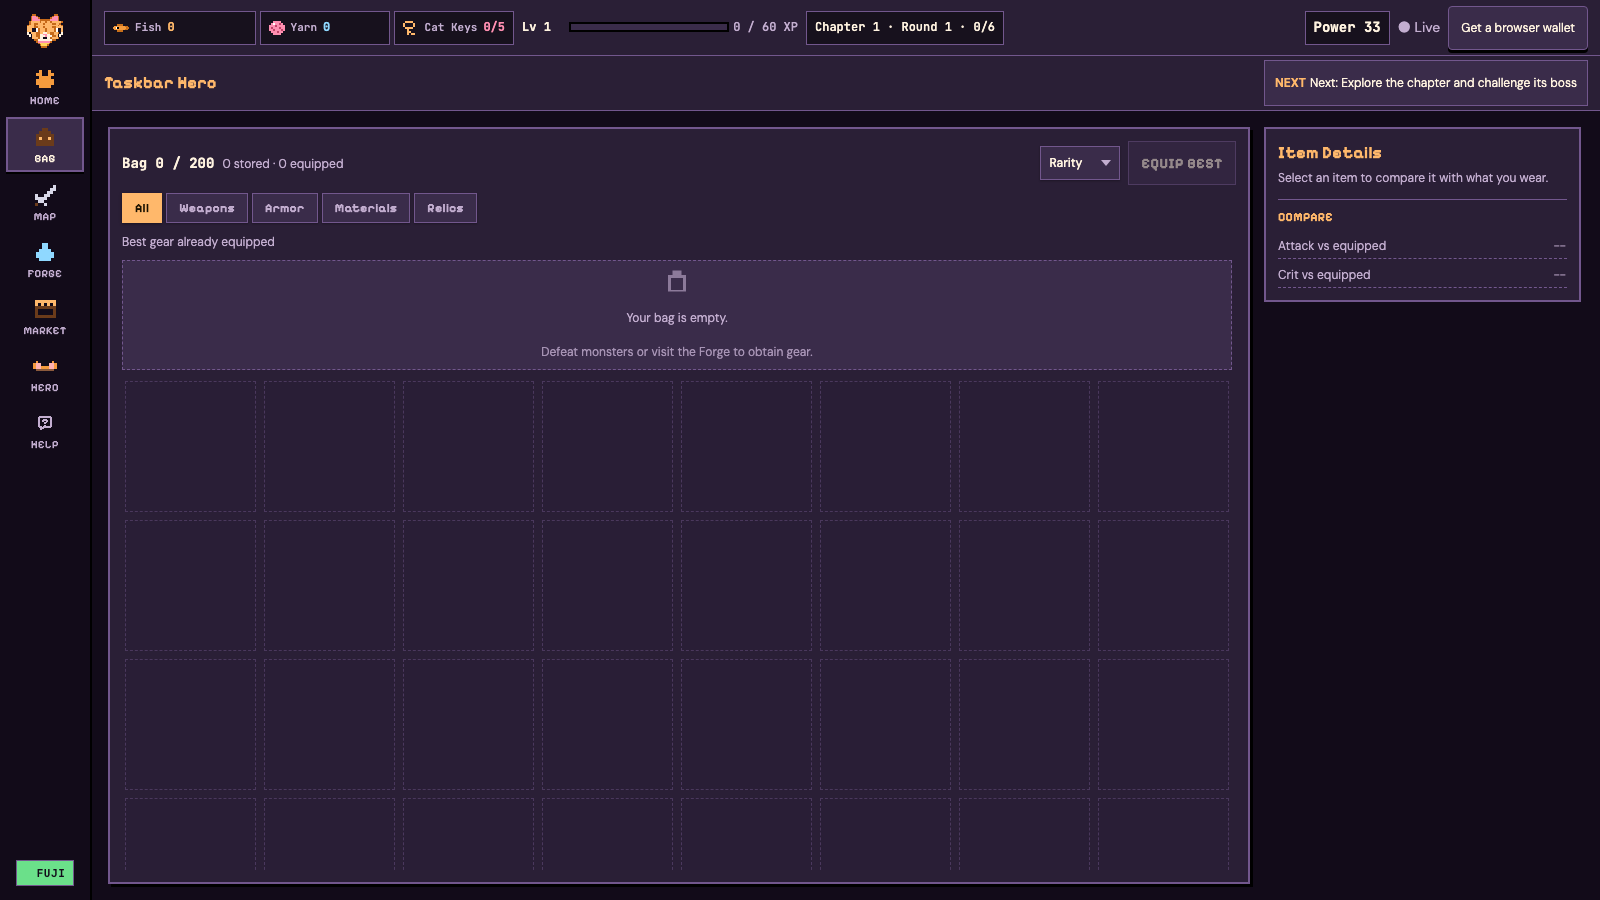 Fish 0
Yarn 0
Cat Keys 0/5
Lv 1
0 / 60 XP
Chapter 1 · Round 1 · 0/6
Power 33
Live
Get a browser wallet
Taskbar Hero
NEXT Next: Explore the chapter and challenge its boss
HOME
BAG
MAP
FORGE
MARKET
HERO
HELP
FUJI
Bag 0 / 200 0 stored · 0 equipped
Rarity
EQUIP BEST
All
Weapons
Armor
Materials
Relics
Best gear already equipped
Your bag is empty.
Defeat monsters or visit the Forge to obtain gear.
Item Details
Select an item to compare it with what you wear.
COMPARE
Attack vs equipped --
Crit vs equipped --